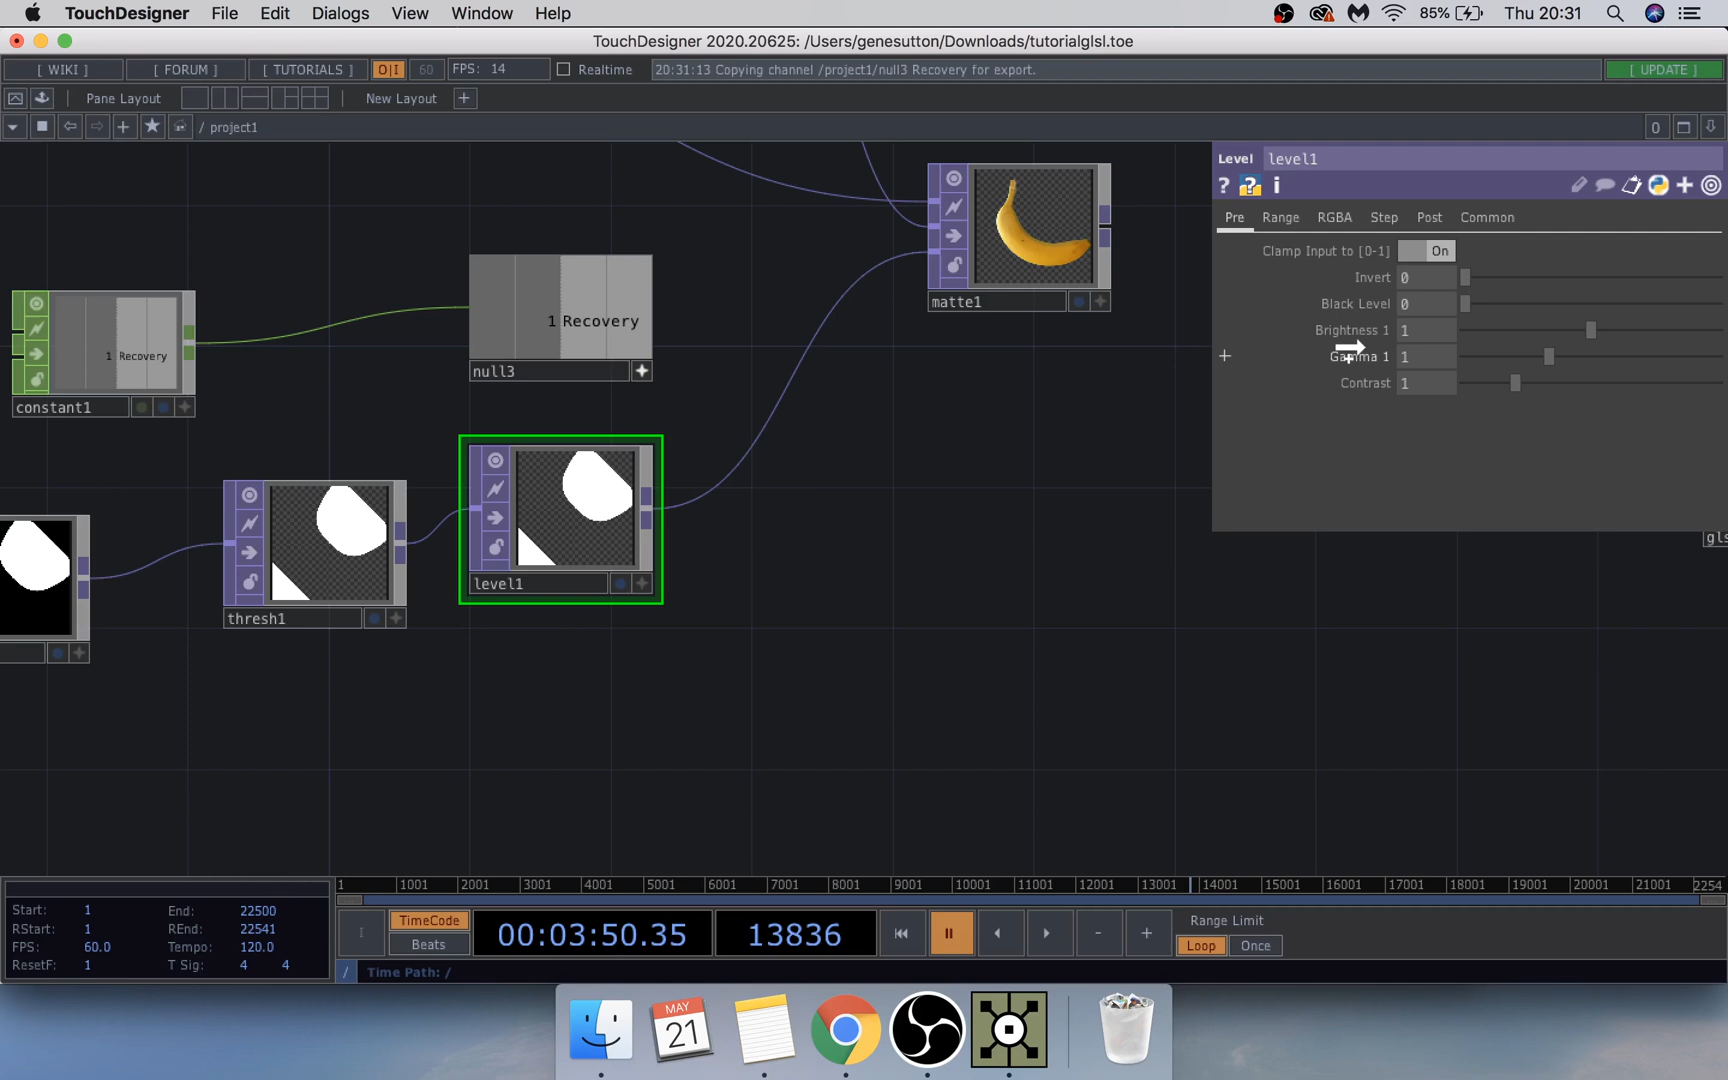 TouchDesigner File Edit Dialogs View Window Help 85% Thu 20:31
TouchDesigner 2020.20625: /Users/genesutton/Downloads/tutorialglsl.toe
[ WIKI ] [ FORUM ] [ TUTORIALS ] O|I 60 FPS: 14 Realtime 20:31:13 Copying channel /project1/null3 Recovery for export. [ UPDATE ]
Pane Layout New Layout +
/ project1 0
Level level1
? ? i
Pre Range RGBA Step Post Common
Clamp Input to [0-1] On
Invert 0
Black Level 0
Brightness 1 1
Gamma 1 1
Contrast 1
matte1
1 Recovery
null3
1 Recovery
constant1
level1
thresh1
gls
1 1001 2001 3001 4001 5001 6001 7001 8001 9001 10001 11001 12001 13001 14001 15001 16001 17001 18001 19001 20001 21001 2254
Start: 1 End: 22500
RStart: 1 REnd: 22541
FPS: 60.0 Tempo: 120.0
ResetF: 1 T Sig: 4 4
I TimeCode Beats 00:03:50.35 13836 - + Range Limit
Loop Once
/ Time Path: /
MAY
21